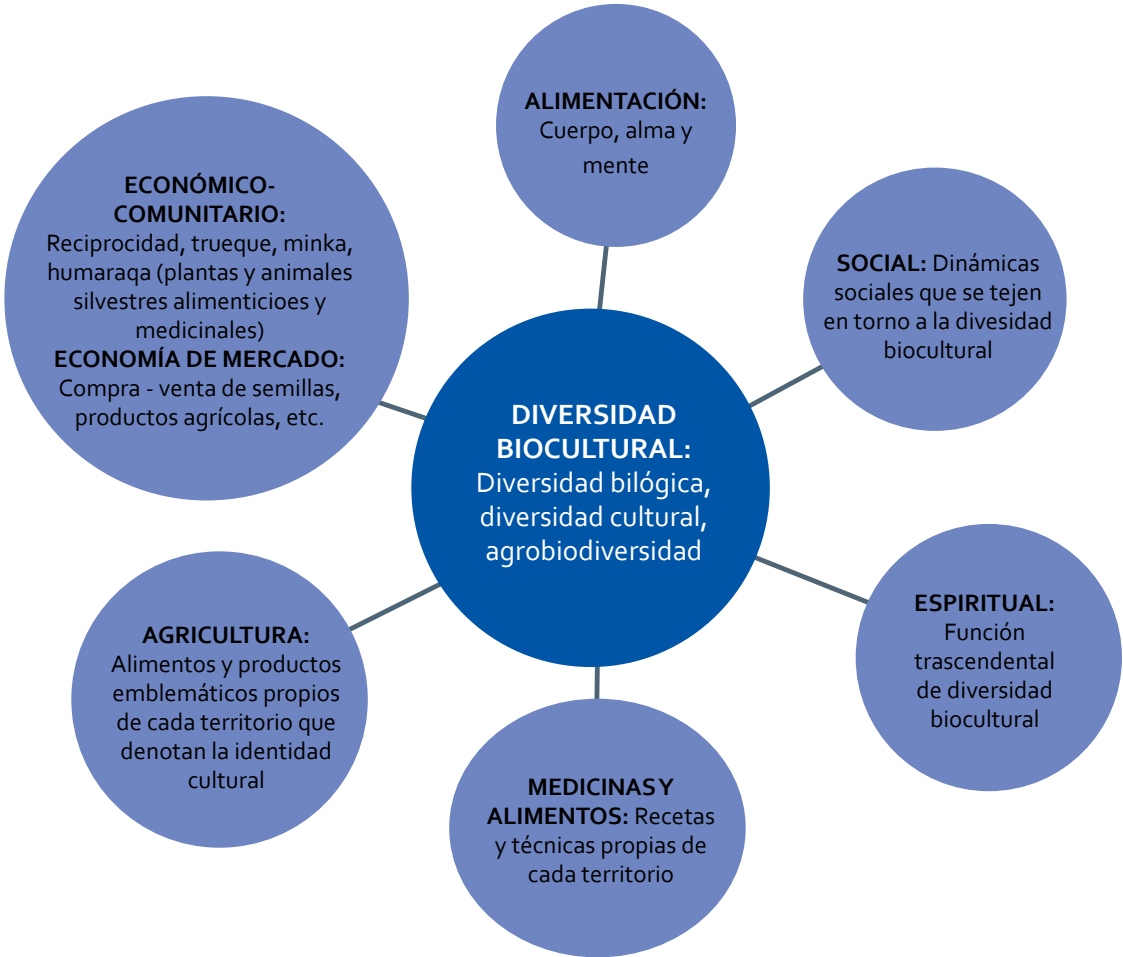 ALIMENTACIÓN:
Cuerpo, alma y
mente
ECONÓMICO-
COMUNITARIO:
Reciprocidad, trueque, minka,
humaraqa (plantas y animales
silvestres alimenticioes y
medicinales)
ECONOMÍA DE MERCADO:
Compra - venta de semillas,
productos agrícolas, etc.
SOCIAL: Dinámicas
sociales que se tejen
en torno a la divesidad
biocultural
DIVERSIDAD
BIOCULTURAL:
Diversidad bilógica,
diversidad cultural,
agrobiodiversidad
ESPIRITUAL:
Función
trascendental
de diversidad
biocultural
AGRICULTURA:
Alimentos y productos
emblemáticos propios
de cada territorio que
denotan la identidad
cultural
MEDICINAS Y
ALIMENTOS: Recetas
y técnicas propias de
cada territorio